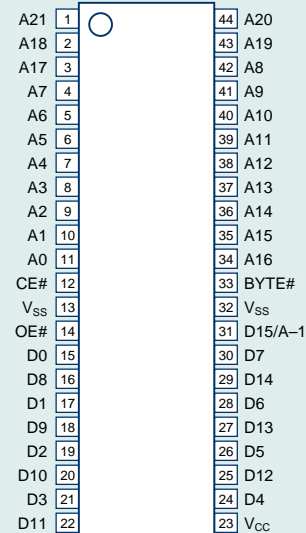 A21 1 44 A20
A18 2 43 A19
A17 3 42 A8
A7 4 41 A9
A6 5 40 A10
A5 6 39 A11
A4 7 38 A12
A3 8 37 A13
A2 9 36 A14
A1 10 35 A15
A0 11 34 A16
CE# 12 33 BYTE#
VSS 13 32 VSS
OE# 14 31 D15/A–1
D0 15 30 D7
D8 16 29 D14
D1 17 28 D6
D9 18 27 D13
D2 19 26 D5
D10 20 25 D12
D3 21 24 D4
D11 22 23 VCC